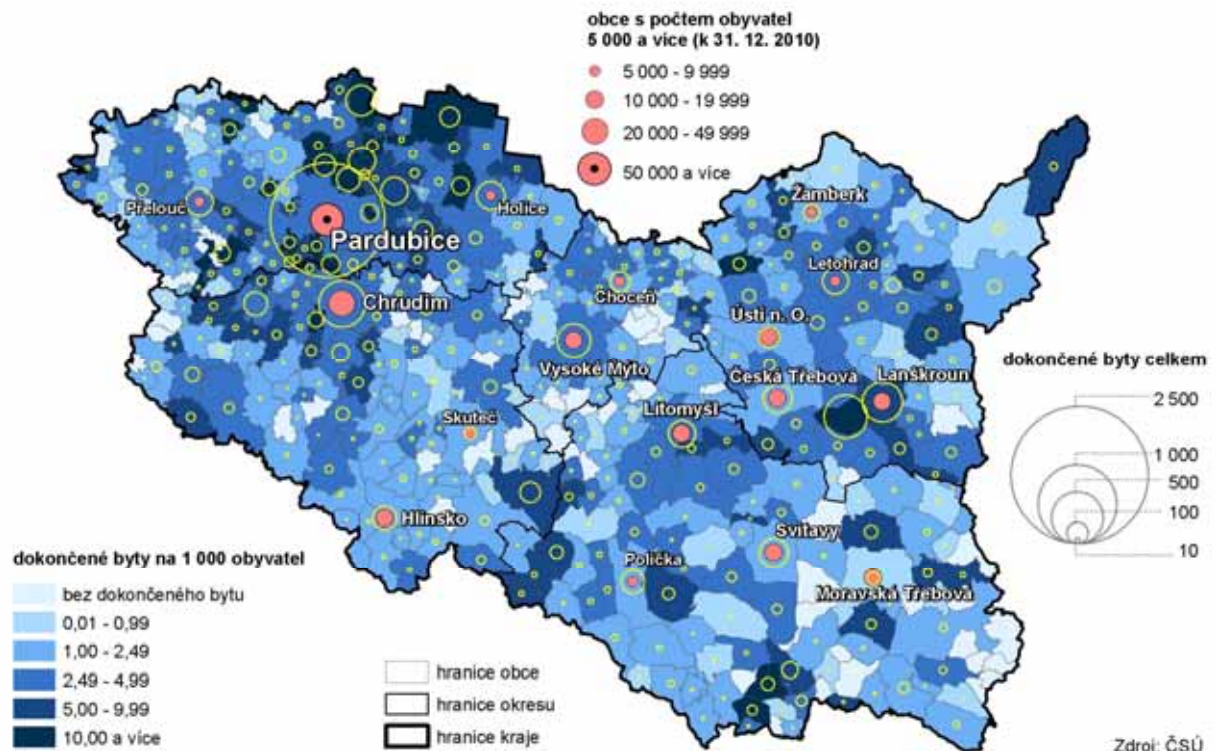 obce s počtem obyvatel
5 000 a více (k 31. 12. 2010)
5 000 - 9 999
10 000 - 19 999
20 000 - 49 999
50 000 a více
Žamberk
Přelouč
Holice
Pardubice
Letohrad
Choceň
Chrudim
Ústí n. O.
Vysoké Mýto
Česká Třebová
Lanškroun
Litomyšl
Skuteč
Hlinsko
Svitavy
Polička
Moravská Třebová
dokončené byty celkem
2 500
1 000
500
100
10
dokončené byty na 1 000 obyvatel
bez dokončeného bytu
0,01 - 0,99
1,00 - 2,49
2,49 - 4,99
5,00 - 9,99
10,00 a více
hranice obce
hranice okresu
hranice kraje
Zdroj: ČSÚ